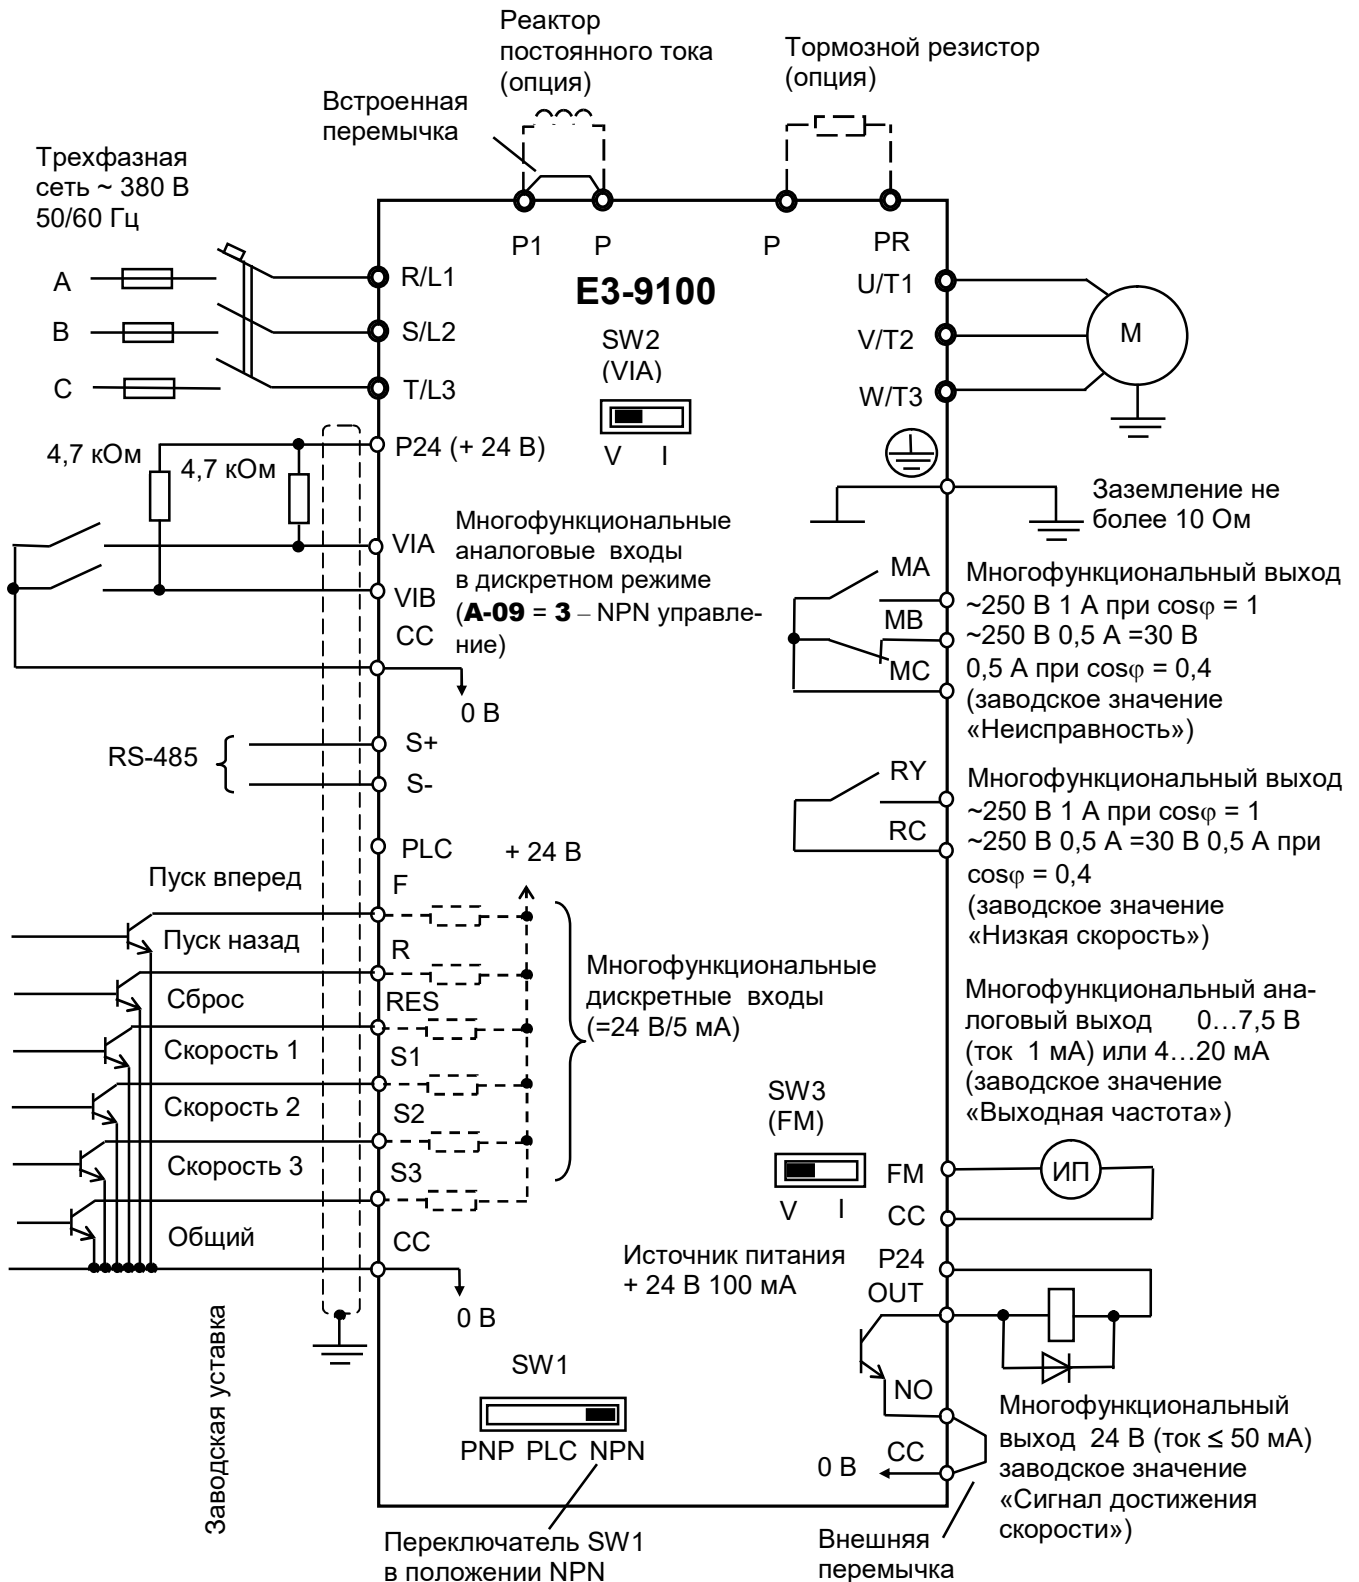 Реактор
постоянного тока
(опция)
Тормозной резистор
(опция)
Встроенная
перемычка
Трехфазная
сеть ~ 380 В
50/60 Гц
P1
P
P
PR
E3-9100
A
B
C
R/L1
S/L2
T/L3
SW2
(VIA)
V I
U/T1
V/T2
W/T3
M
4,7 кОм
4,7 кОм
P24 (+ 24 В)
Заземление не
более 10 Ом
VIA
VIB
CC
0 В
Многофункциональные
аналоговые входы
в дискретном режиме
(A-09 = 3 – NPN управле-
ние)
MA
MB
MC
Многофункциональный выход
~250 В 1 А при cosφ = 1
~250 В 0,5 А =30 В
0,5 А при cosφ = 0,4
(заводское значение
«Неисправность»)
RS-485
S+
S-
RY
RC
Многофункциональный выход
~250 В 1 А при cosφ = 1
~250 В 0,5 А =30 В 0,5 А при
cosφ = 0,4
(заводское значение
«Низкая скорость»)
PLC
+ 24 В
Пуск вперед
F
Пуск назад
R
Сброс
RES
Скорость 1
S1
Скорость 2
S2
Скорость 3
S3
Общий
CC
0 В
Многофункциональные
дискретные входы
(=24 В/5 мА)
Многофункциональный ана-
логовый выход 0…7,5 В
(ток 1 мА) или 4…20 мА
(заводское значение
«Выходная частота»)
SW3
(FM)
V I
FM
CC
ИП
Источник питания
+ 24 В 100 мА
P24
OUT
NO
CC
0 В
Заводская уставка
SW1
PNP PLC NPN
Переключатель SW1
в положении NPN
Многофункциональный
выход 24 В (ток ≤ 50 мА)
заводское значение
«Сигнал достижения
скорости»)
Внешняя
перемычка